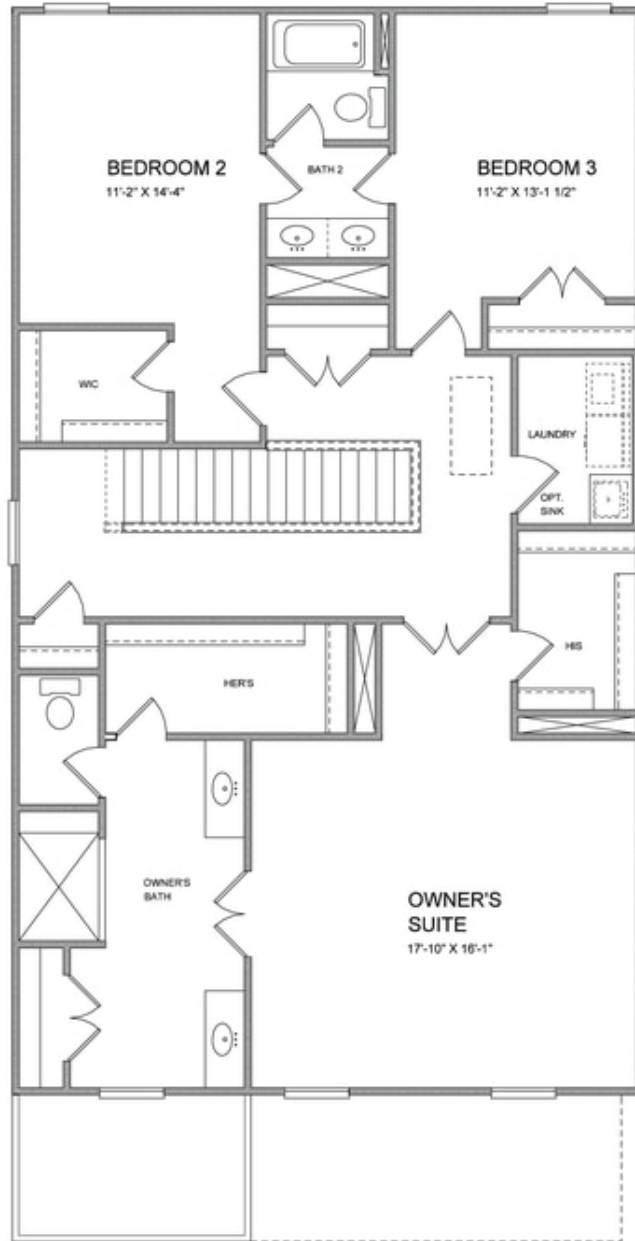 BEDROOM 2
11'-2" X 14'-4"
BATH 2
BEDROOM 3
11'-2" X 13'-1 1/2"
WIC
LAUNDRY
OPT.
SINK
HIS
HER'S
OWNER'S
BATH
OWNER'S
SUITE
17'-10" X 16'-1"